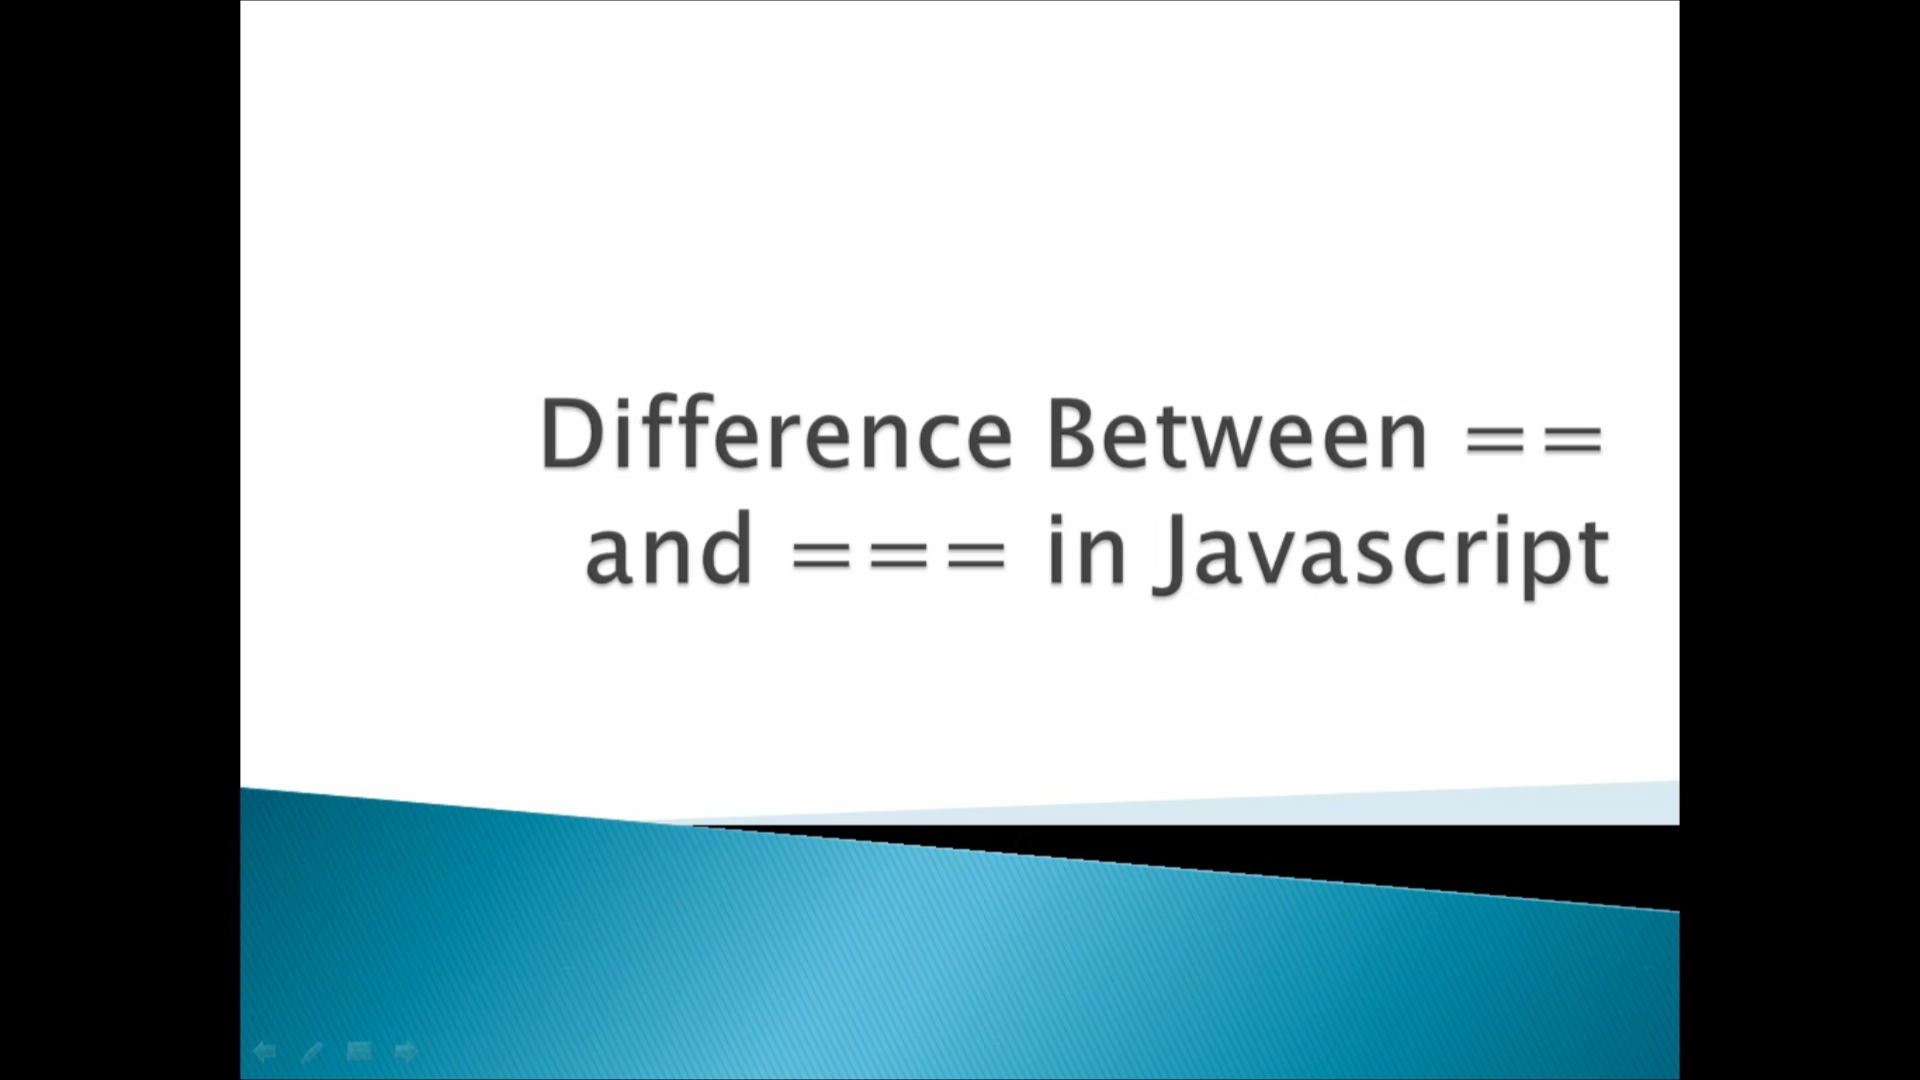 Difference Between ==
and === in Javascript